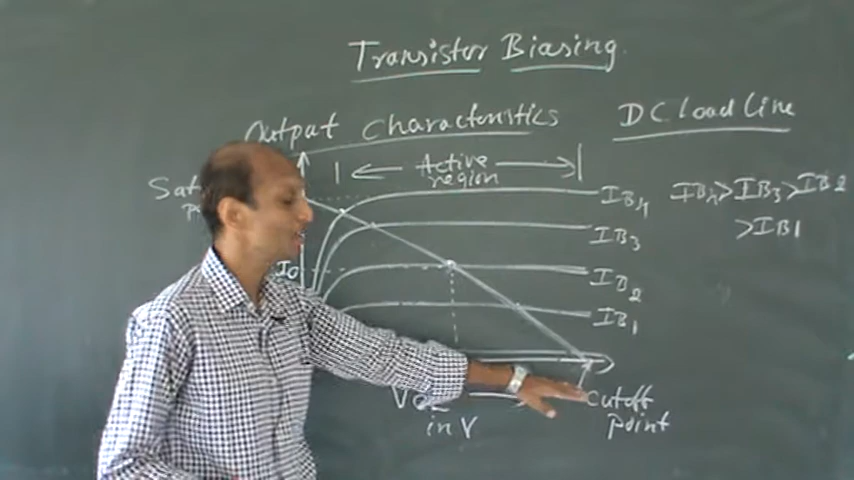 Transistor Biasing
Output Characteristics
DC Load Line
Active
region
IB4
IB3
IB2
IB1
IB4>IB3>IB2
>IB1
in V
Cutoff
point